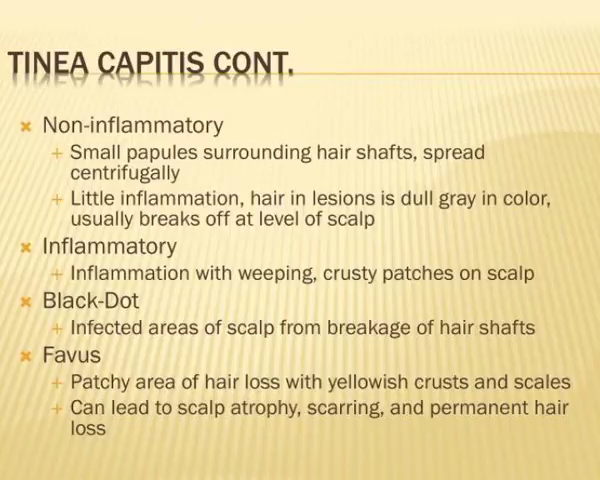 TINEA CAPITIS CONT.
Non-inflammatory
Small papules surrounding hair shafts, spread
centrifugally
Little inflammation, hair in lesions is dull gray in color,
usually breaks off at level of scalp
Inflammatory
Inflammation with weeping, crusty patches on scalp
Black-Dot
Infected areas of scalp from breakage of hair shafts
Favus
Patchy area of hair loss with yellowish crusts and scales
Can lead to scalp atrophy, scarring, and permanent hair
loss